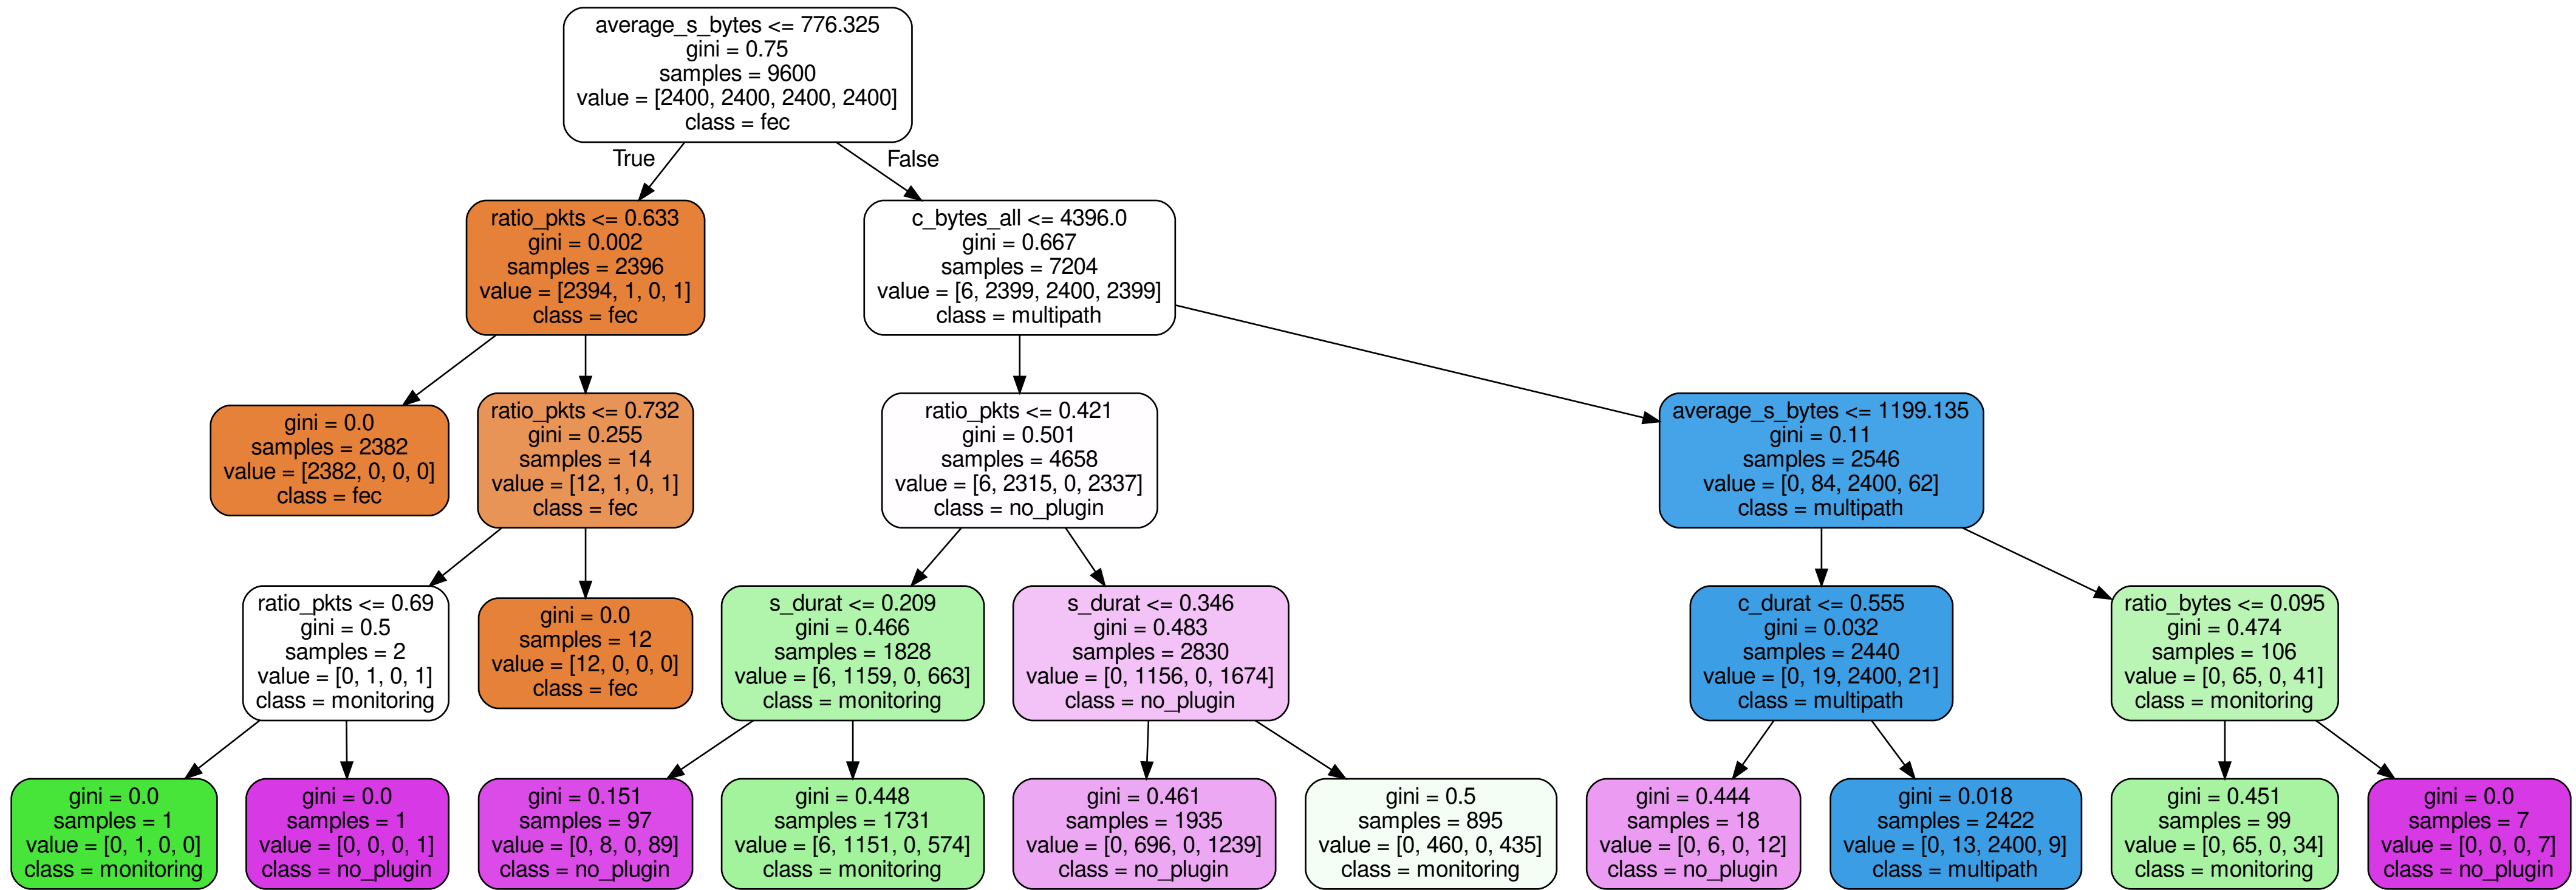 average_s_bytes <= 776.325
gini = 0.75
samples = 9600
value = [2400, 2400, 2400, 2400]
class = fec
True
False
ratio_pkts <= 0.633
gini = 0.002
samples = 2396
value = [2394, 1, 0, 1]
class = fec
c_bytes_all <= 4396.0
gini = 0.667
samples = 7204
value = [6, 2399, 2400, 2399]
class = multipath
gini = 0.0
samples = 2382
value = [2382, 0, 0, 0]
class = fec
ratio_pkts <= 0.732
gini = 0.255
samples = 14
value = [12, 1, 0, 1]
class = fec
ratio_pkts <= 0.421
gini = 0.501
samples = 4658
value = [6, 2315, 0, 2337]
class = no_plugin
average_s_bytes <= 1199.135
gini = 0.11
samples = 2546
value = [0, 84, 2400, 62]
class = multipath
ratio_pkts <= 0.69
gini = 0.5
samples = 2
value = [0, 1, 0, 1]
class = monitoring
gini = 0.0
samples = 12
value = [12, 0, 0, 0]
class = fec
s_durat <= 0.209
gini = 0.466
samples = 1828
value = [6, 1159, 0, 663]
class = monitoring
s_durat <= 0.346
gini = 0.483
samples = 2830
value = [0, 1156, 0, 1674]
class = no_plugin
c_durat <= 0.555
gini = 0.032
samples = 2440
value = [0, 19, 2400, 21]
class = multipath
ratio_bytes <= 0.095
gini = 0.474
samples = 106
value = [0, 65, 0, 41]
class = monitoring
gini = 0.0
samples = 1
value = [0, 1, 0, 0]
class = monitoring
gini = 0.0
samples = 1
value = [0, 0, 0, 1]
class = no_plugin
gini = 0.151
samples = 97
value = [0, 8, 0, 89]
class = no_plugin
gini = 0.448
samples = 1731
value = [6, 1151, 0, 574]
class = monitoring
gini = 0.461
samples = 1935
value = [0, 696, 0, 1239]
class = no_plugin
gini = 0.5
samples = 895
value = [0, 460, 0, 435]
class = monitoring
gini = 0.444
samples = 18
value = [0, 6, 0, 12]
class = no_plugin
gini = 0.018
samples = 2422
value = [0, 13, 2400, 9]
class = multipath
gini = 0.451
samples = 99
value = [0, 65, 0, 34]
class = monitoring
gini = 0.0
samples = 7
value = [0, 0, 0, 7]
class = no_plugin